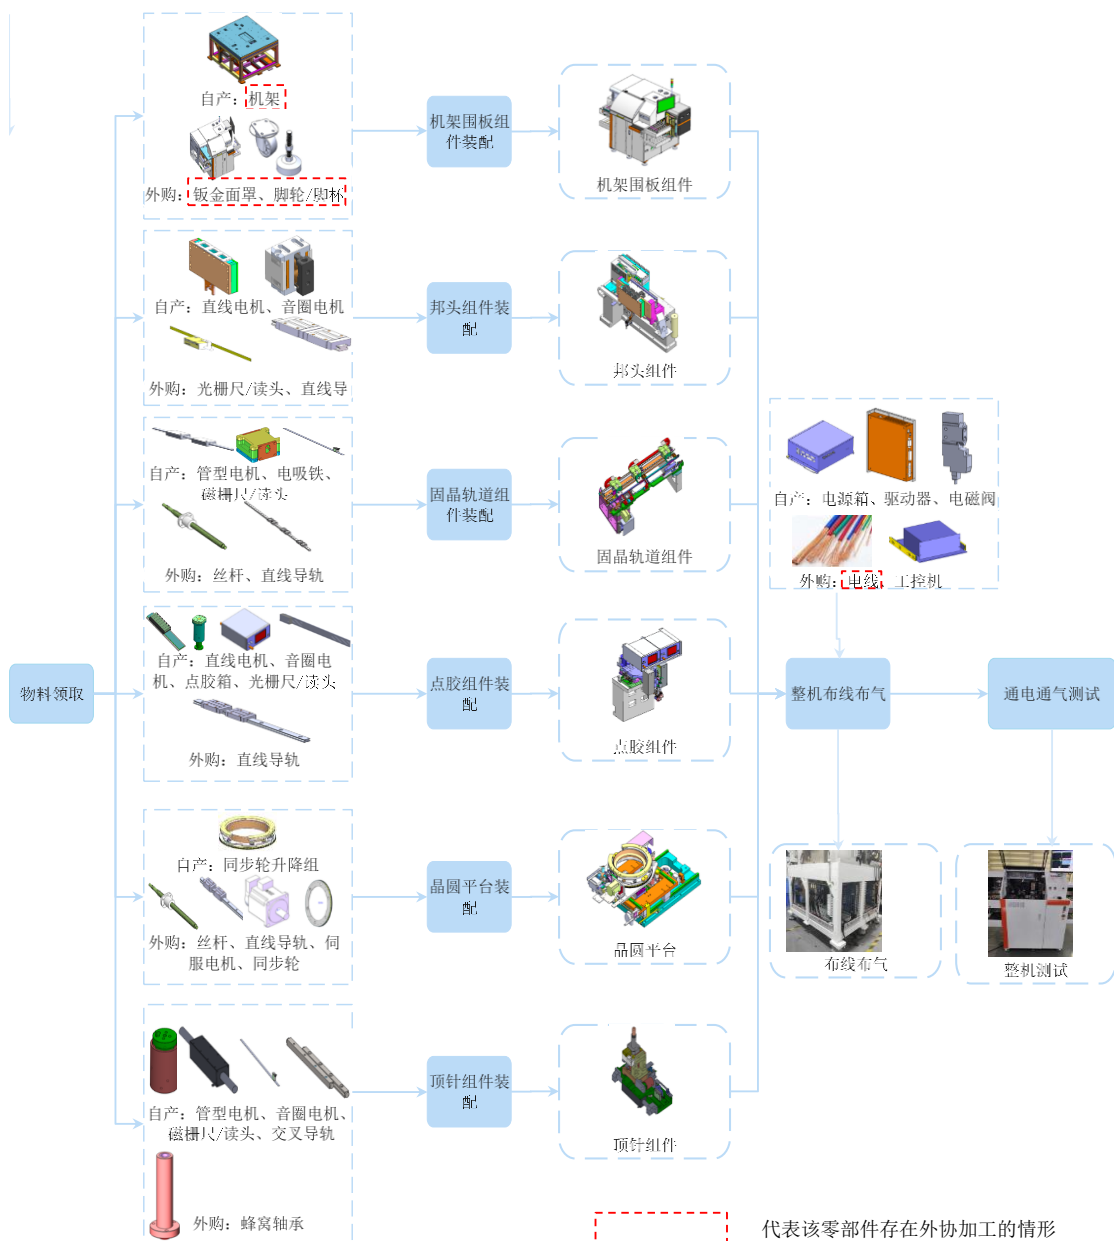 物料领取
自产：机架
外购：钣金面罩、脚轮/脚杯
机架围板组
件装配
机架围板组件
自产：直线电机、音圈电机
外购：光栅尺/读头、直线导
邦头组件装
配
邦头组件
自产：管型电机、电吸铁、
磁栅尺/读头
外购：丝杆、直线导轨
固晶轨道组
件装配
固晶轨道组件
自产：直线电机、音圈电
机、点胶箱、光栅尺/读头
外购：直线导轨
点胶组件装
配
点胶组件
自产：同步轮升降组
外购：丝杆、直线导轨、伺
服电机、同步轮
晶圆平台装
配
晶圆平台
自产：管型电机、音圈电机、
磁栅尺/读头、交叉导轨
外购：蜂窝轴承
顶针组件装
配
顶针组件
自产：电源箱、驱动器、电磁阀
外购：电线、工控机
整机布线布气
通电通气测试
布线布气
整机测试
代表该零部件存在外协加工的情形